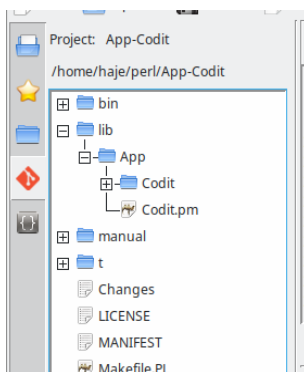 Project: App-Codit
/home/haje/perl/App-Codit
bin
lib
App
Codit
Codit.pm
manual
t
Changes
LICENSE
MANIFEST
Makefile.PL